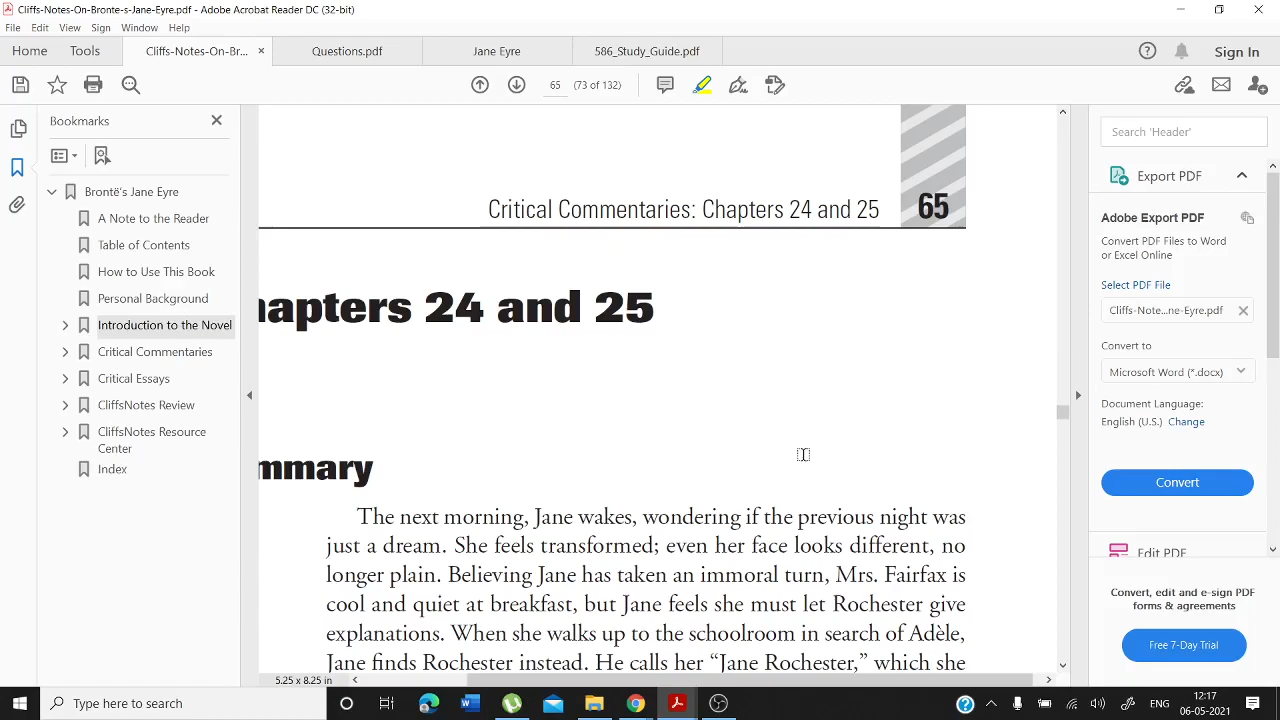 Cliffs-Notes-On-Bronte-s-Jane-Eyre.pdf - Adobe Acrobat Reader DC (32-bit)
File Edit View Sign Window Help
Home Tools Cliffs-Notes-On-Br... × Questions.pdf Jane Eyre 586_Study_Guide.pdf Sign In
65 (73 of 132)
Bookmarks
Brontë's Jane Eyre
A Note to the Reader
Table of Contents
How to Use This Book
Personal Background
Introduction to the Novel
Critical Commentaries
Critical Essays
CliffsNotes Review
CliffsNotes Resource
Center
Index
Critical Commentaries: Chapters 24 and 25 65
hapters 24 and 25
mmary
The next morning, Jane wakes, wondering if the previous night was
just a dream. She feels transformed; even her face looks different, no
longer plain. Believing Jane has taken an immoral turn, Mrs. Fairfax is
cool and quiet at breakfast, but Jane feels she must let Rochester give
explanations. When she walks up to the schoolroom in search of Adèle,
Jane finds Rochester instead. He calls her “Jane Rochester,” which she
5.25 x 8.25 in
Search 'Header'
Export PDF
Adobe Export PDF
Convert PDF Files to Word
or Excel Online
Select PDF File
Cliffs-Note...ne-Eyre.pdf
Convert to
Microsoft Word (*.docx)
Document Language:
English (U.S.) Change
Convert
Edit PDF
Convert, edit and e-sign PDF
forms & agreements
Free 7-Day Trial
Type here to search
ENG
12:17
06-05-2021